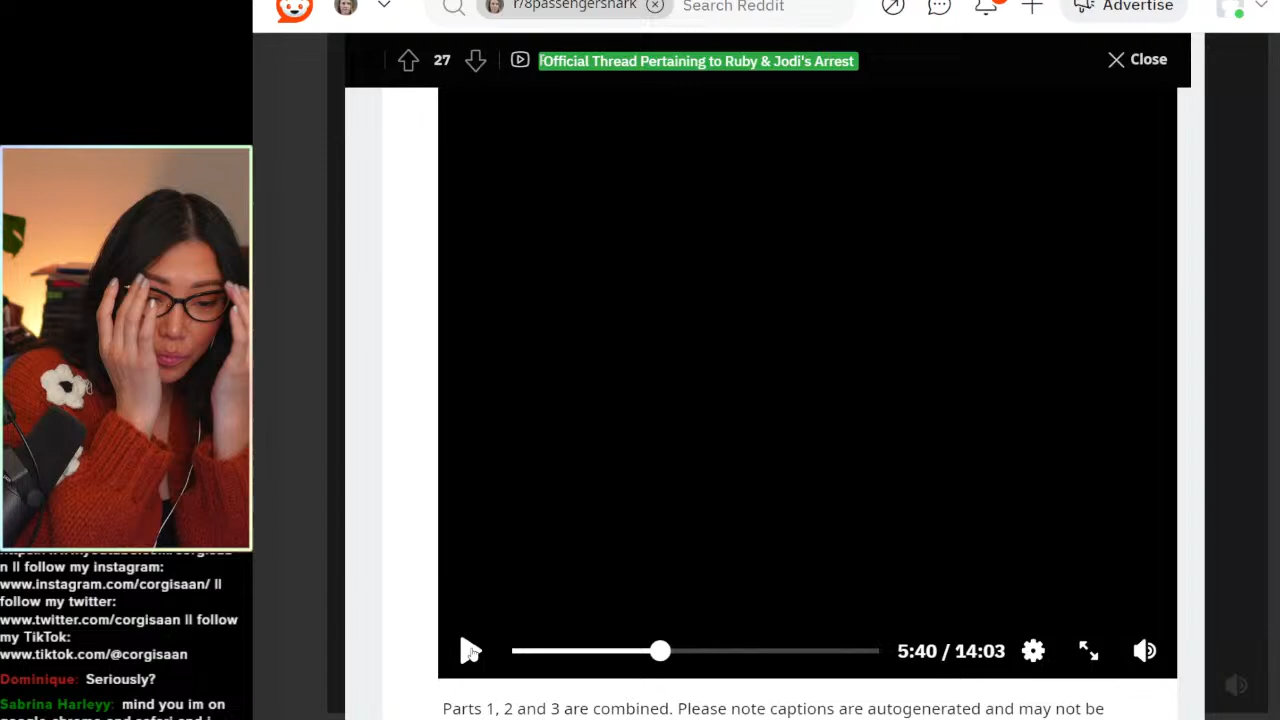 r/8passengersnark
Search Reddit
Advertise
27
Official Thread Pertaining to Ruby & Jodi's Arrest
Close
5:40 / 14:03
Parts 1, 2 and 3 are combined. Please note captions are autogenerated and may not be
n || follow my instagram:
www.instagram.com/corgisaan/ ||
follow my twitter:
www.twitter.com/corgisaan || follow
my TikTok:
www.tiktok.com/@corgisaan
Dominique: Seriously?
Sabrina Harleyy: mind you im on